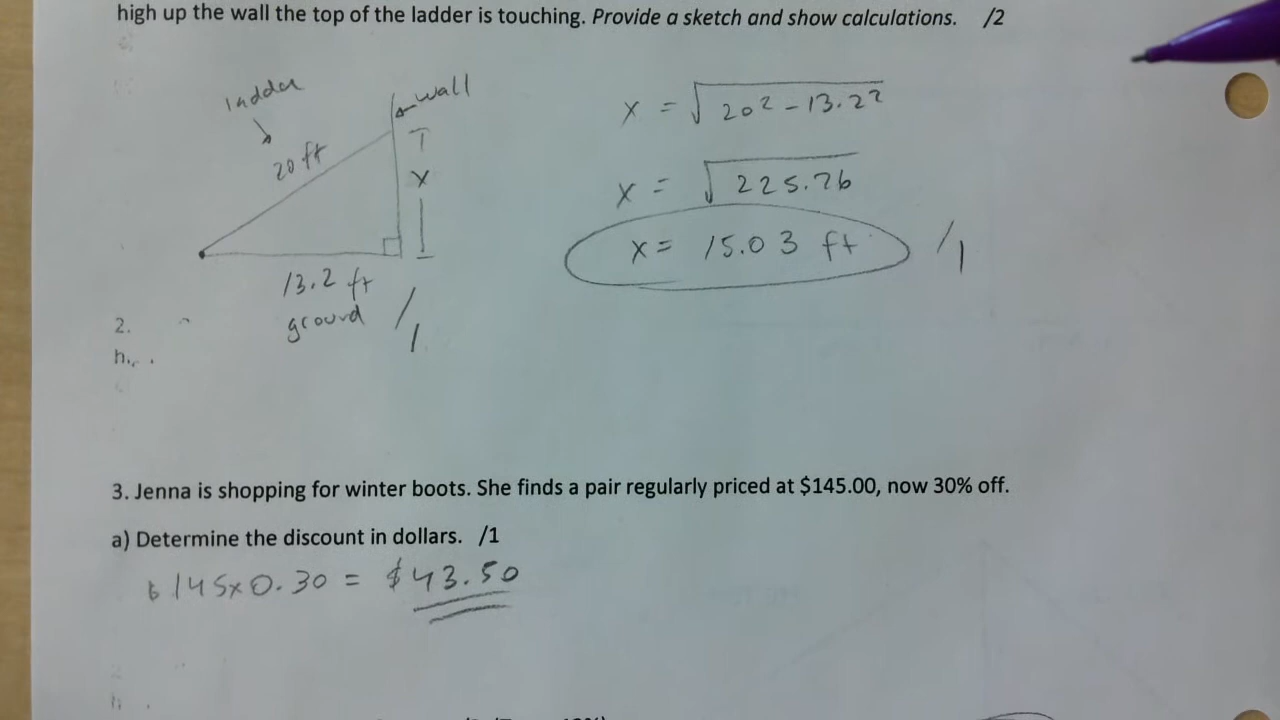 high up the wall the top of the ladder is touching. Provide a sketch and show calculations. /2
ladder
wall
20 ft
x
13.2 ft
ground
/1
x = √20² - 13.2²
x = √225.76
x = 15.03 ft
/1
2.
h
3. Jenna is shopping for winter boots. She finds a pair regularly priced at $145.00, now 30% off.
a) Determine the discount in dollars. /1
$145x0.30 = $43.50